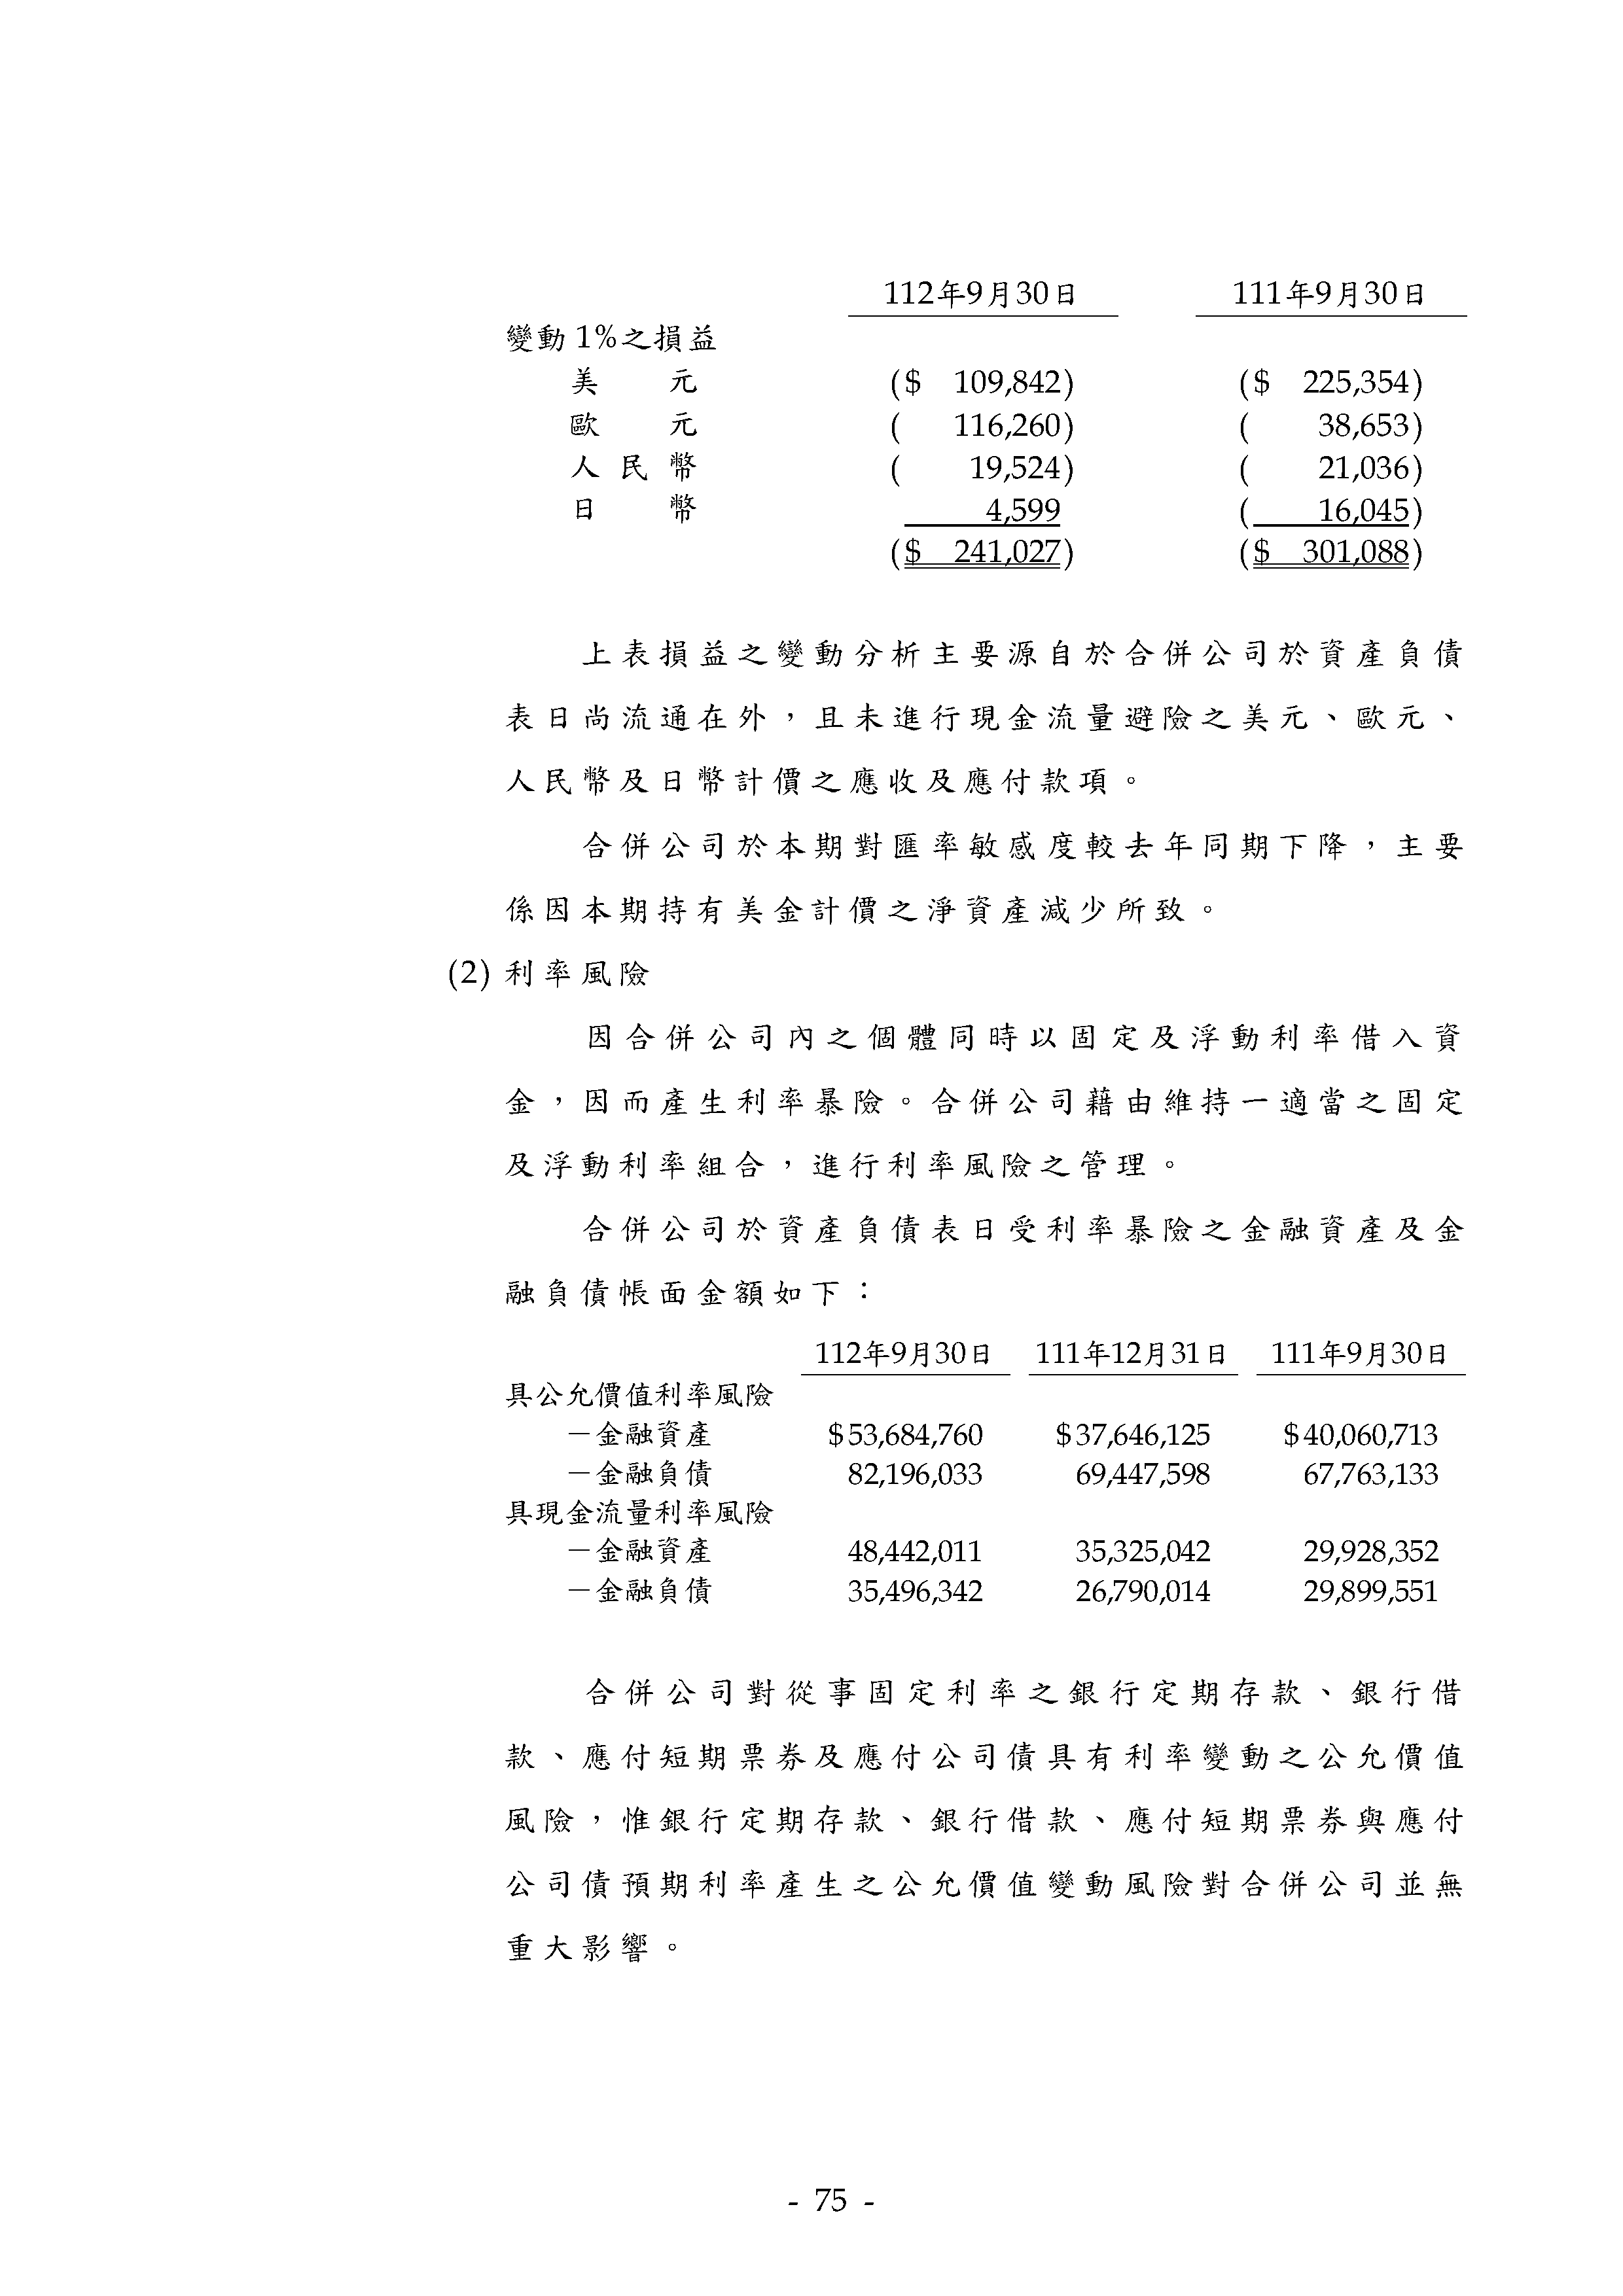 112年9月30日 111年9月30日
變動 1%之損益
美元 ($ 109,842) ($ 225,354)
歐元 ( 116,260) ( 38,653)
人民幣 ( 19,524) ( 21,036)
日幣 4,599 ( 16,045)
($ 241,027) ($ 301,088)
上表損益之變動分析主要源自於合併公司於資產負債
表日尚流通在外，且未進行現金流量避險之美元、歐元、
人民幣及日幣計價之應收及應付款項。
合併公司於本期對匯率敏感度較去年同期下降，主要
係因本期持有美金計價之淨資產減少所致。
(2) 利率風險
因合併公司內之個體同時以固定及浮動利率借入資
金，因而產生利率暴險。合併公司藉由維持一適當之固定
及浮動利率組合，進行利率風險之管理。
合併公司於資產負債表日受利率暴險之金融資產及金
融負債帳面金額如下：
112年9月30日 111年12月31日 111年9月30日
具公允價值利率風險
－金融資產 $53,684,760 $37,646,125 $40,060,713
－金融負債 82,196,033 69,447,598 67,763,133
具現金流量利率風險
－金融資產 48,442,011 35,325,042 29,928,352
－金融負債 35,496,342 26,790,014 29,899,551
合併公司對從事固定利率之銀行定期存款、銀行借
款、應付短期票券及應付公司債具有利率變動之公允價值
風險，惟銀行定期存款、銀行借款、應付短期票券與應付
公司債預期利率產生之公允價值變動風險對合併公司並無
重大影響。
- 75 -